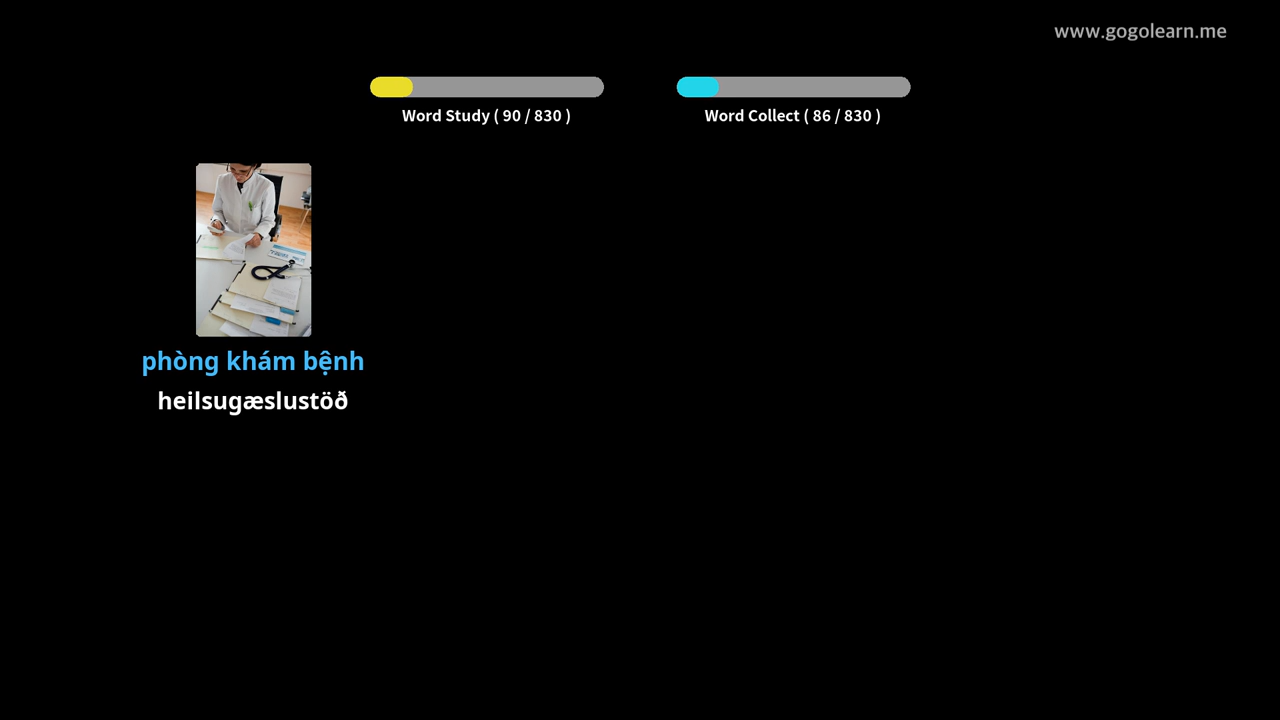 www.gogolearn.me
Word Study ( 90 / 830 )
Word Collect ( 86 / 830 )
phòng khám bệnh
heilsugæslustöð